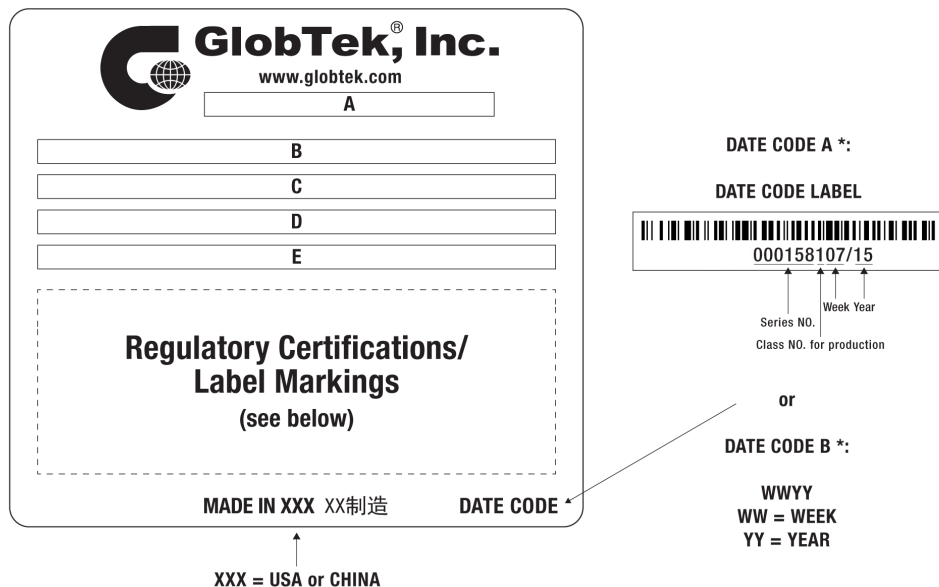 GlobTek,® Inc.
www.globtek.com
A
B
C
D
E
Regulatory Certifications/
Label Markings
(see below)
MADE IN XXX XX制造 DATE CODE
XXX = USA or CHINA
DATE CODE A *:
DATE CODE LABEL
000158107/15
Week Year
Series NO.
Class NO. for production
or
DATE CODE B *:
WWYY
WW = WEEK
YY = YEAR